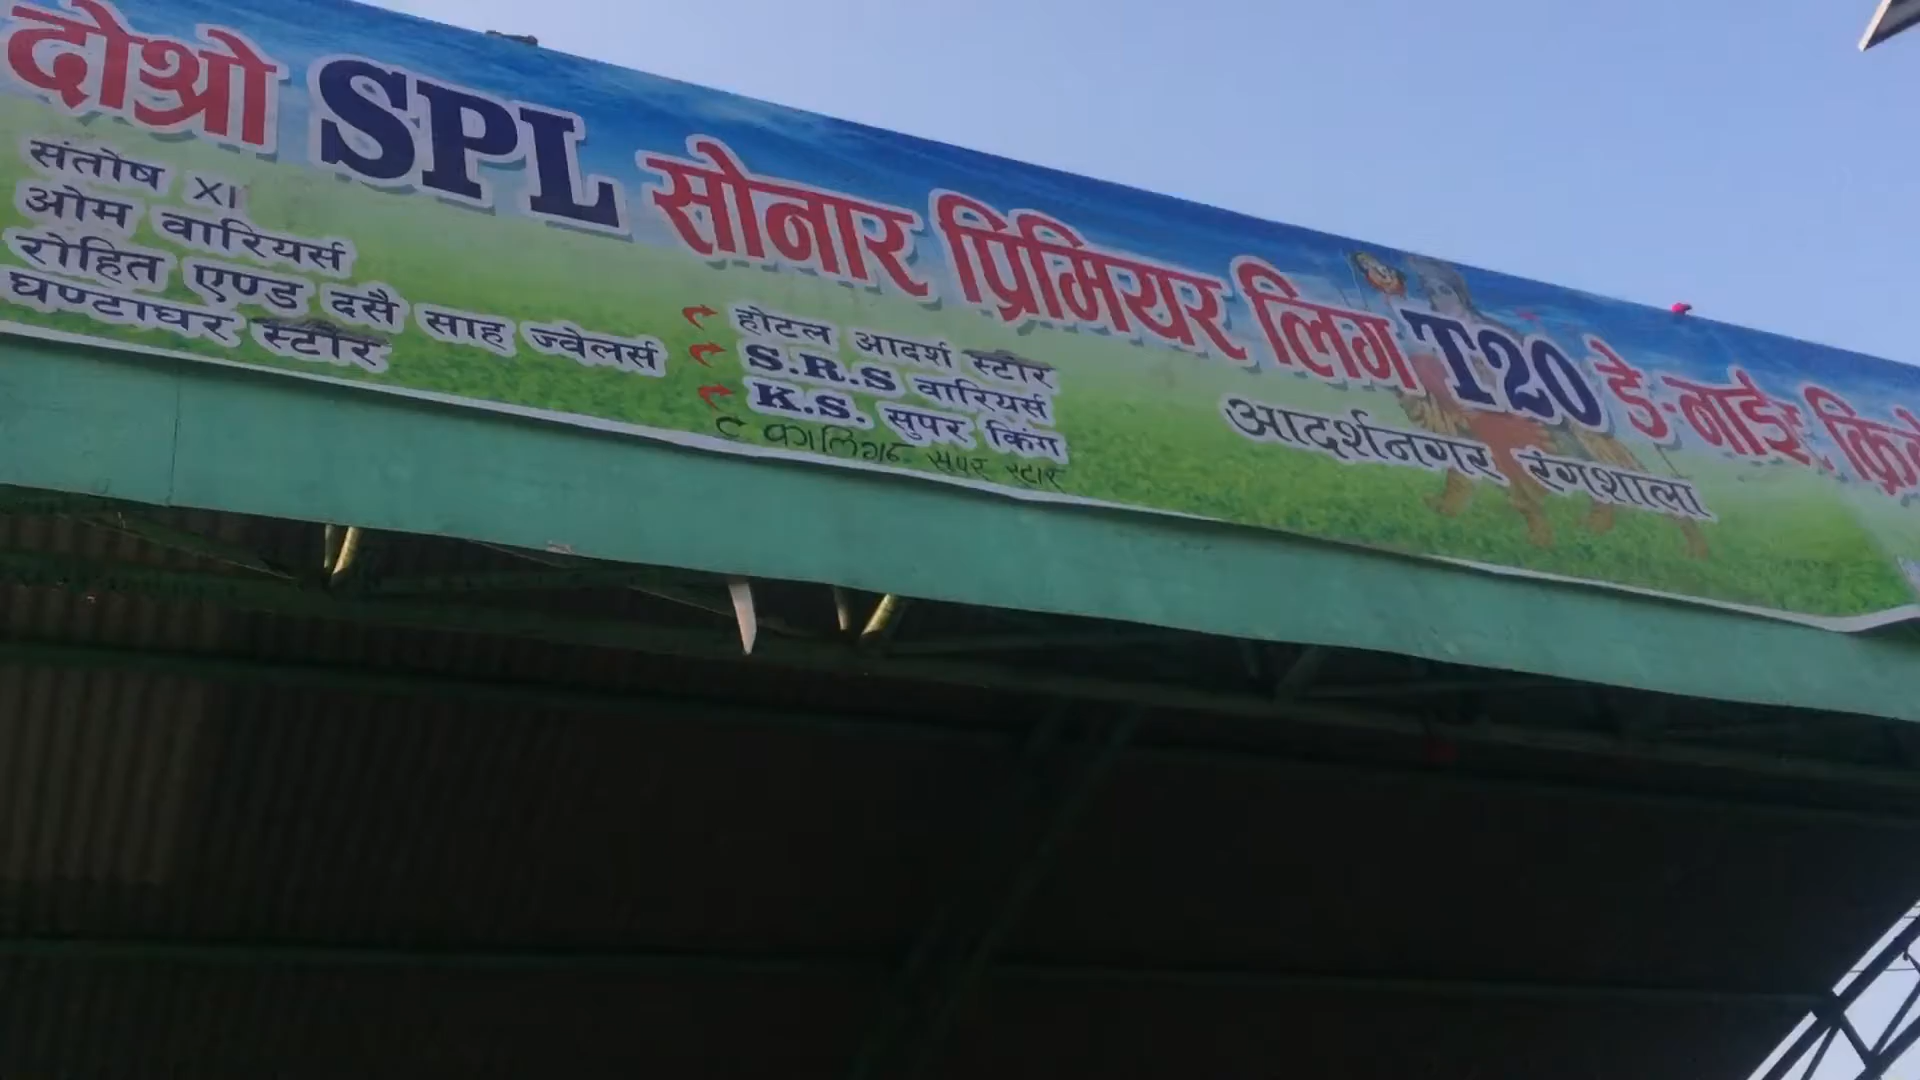 दोश्रो SPL सोनार प्रिमियर लिग T20 डे-नाईट
संतोष XI
ओम वारियर्स
रोहित एण्ड दसै साह ज्वेलर्स
घण्टाघर स्टार
होटल आदर्श स्टार
S.R.S वारियर्स
K.S. सुपर किंग
सुपर स्टार
आदर्शनगर रंगशाला